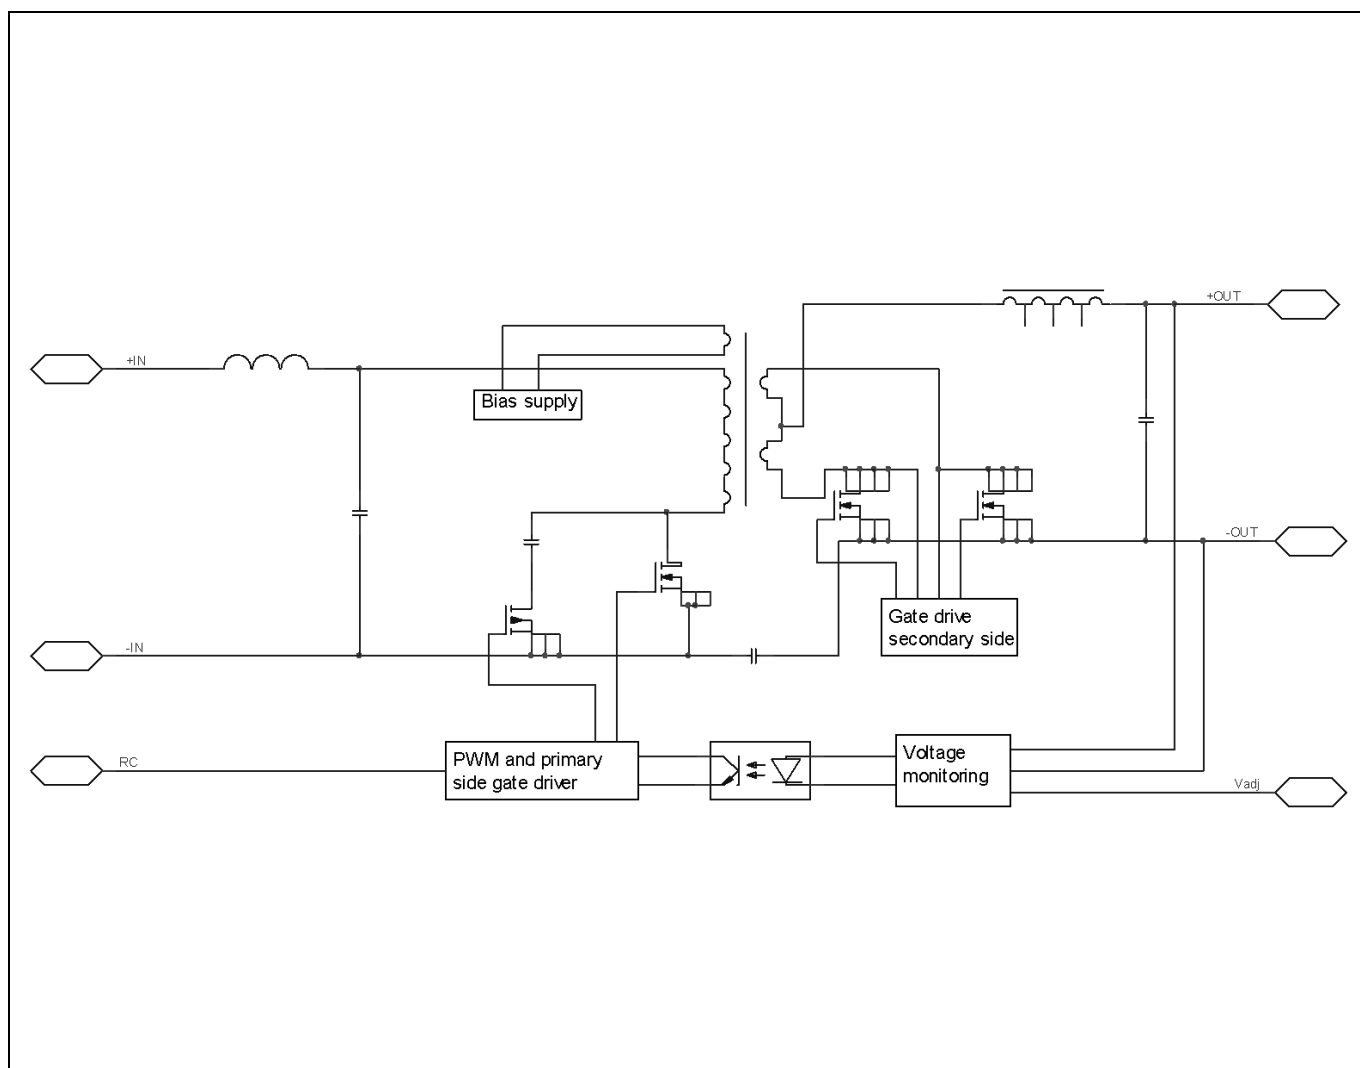 +OUT
+IN
Bias supply
-OUT
Gate drive
secondary side
-IN
PWM and primary
side gate driver
Voltage
monitoring
RC
Vadj